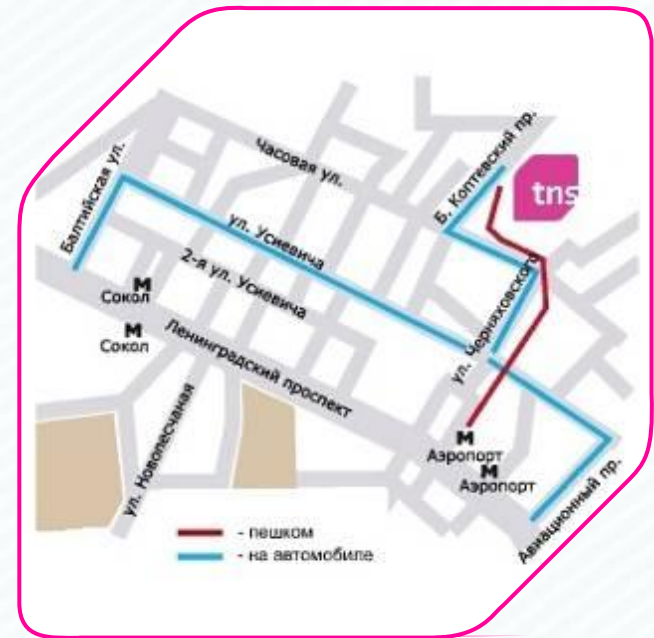 Часовая ул.
Б. Коптевский пр.
tns
Балтийская ул.
ул. Усиевича
2-я ул. Усиевича
ул. Черняховского
М
Сокол
М
Сокол
Ленинградский проспект
ул. Новопесчаная
М
Аэропорт
М
Аэропорт
Авиационный пр.
- пешком
- на автомобиле